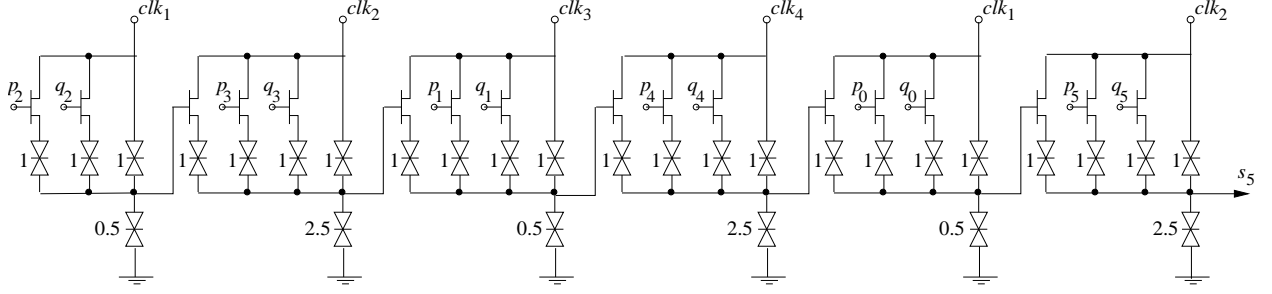 clk1 clk2 clk3 clk4 clk1 clk2
p2 q2 p3 q3 p1 q1 p4 q4 p0 q0 p5 q5
1 1 1 1 1 1 1 1 1 1 1 1 1 1 1 1 1 1 1 1 1 1 1
s5
0.5 2.5 0.5 2.5 0.5 2.5